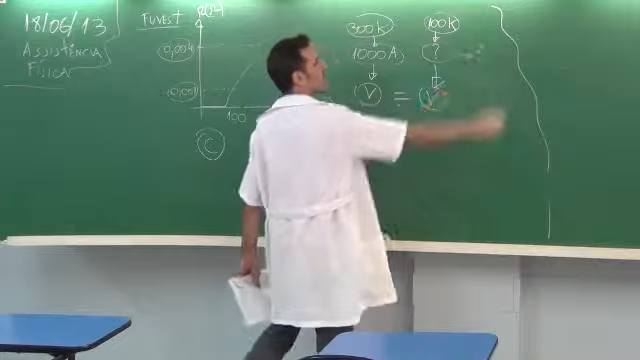 18/06/13
Assistência
Física
Fuvest
R(Ω)
0,004
0,001
100
C
300K
1000A
V
=
100K
?
V